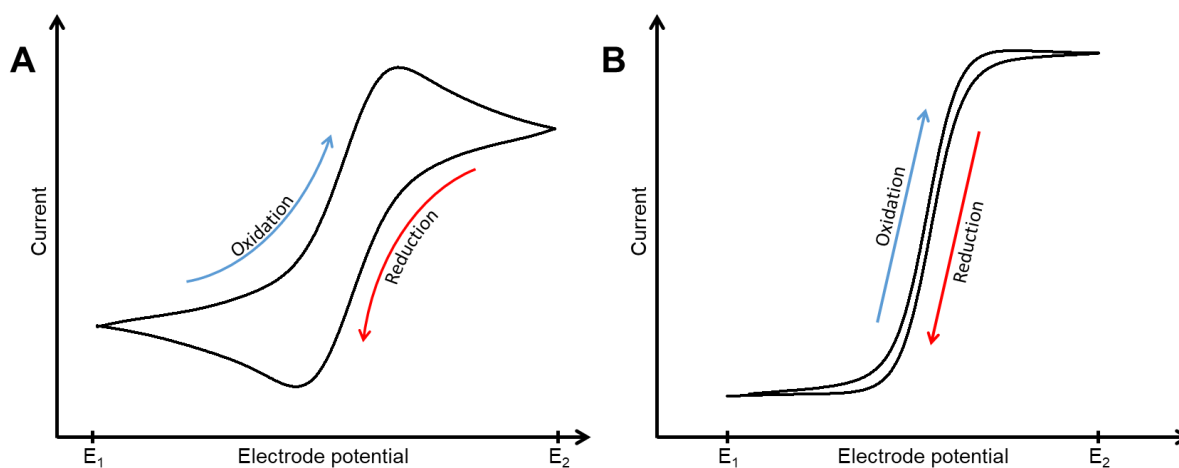 A
Current
Oxidation
Reduction
E₁
Electrode potential
E₂
B
Current
Oxidation
Reduction
E₁
Electrode potential
E₂